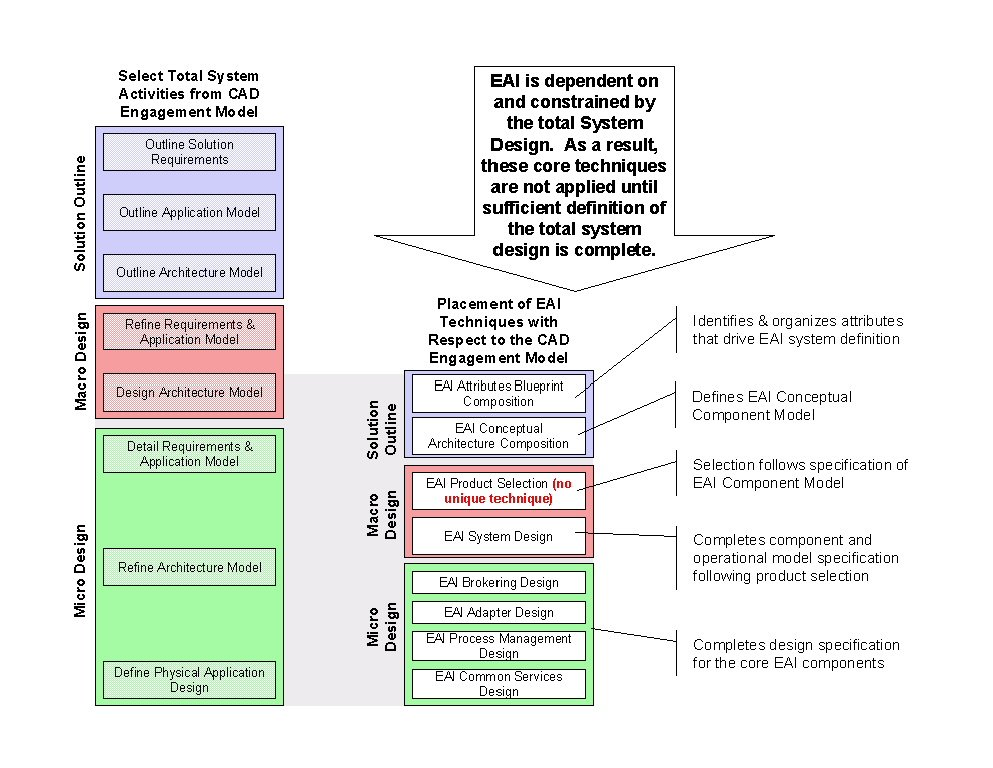 Select Total System
Activities from CAD
Engagement Model
Solution Outline
Outline Solution
Requirements
Outline Application Model
Outline Architecture Model
Macro Design
Refine Requirements &
Application Model
Design Architecture Model
Micro Design
Detail Requirements &
Application Model
Refine Architecture Model
Define Physical Application
Design
EAI is dependent on
and constrained by
the total System
Design. As a result,
these core techniques
are not applied until
sufficient definition of
the total system
design is complete.
Placement of EAI
Techniques with
Respect to the CAD
Engagement Model
Solution
Outline
EAI Attributes Blueprint
Composition
EAI Conceptual
Architecture Composition
Macro
Design
EAI Product Selection (no
unique technique)
EAI System Design
Micro
Design
EAI Brokering Design
EAI Adapter Design
EAI Process Management
Design
EAI Common Services
Design
Identifies & organizes attributes
that drive EAI system definition
Defines EAI Conceptual
Component Model
Selection follows specification of
EAI Component Model
Completes component and
operational model specification
following product selection
Completes design specification
for the core EAI components